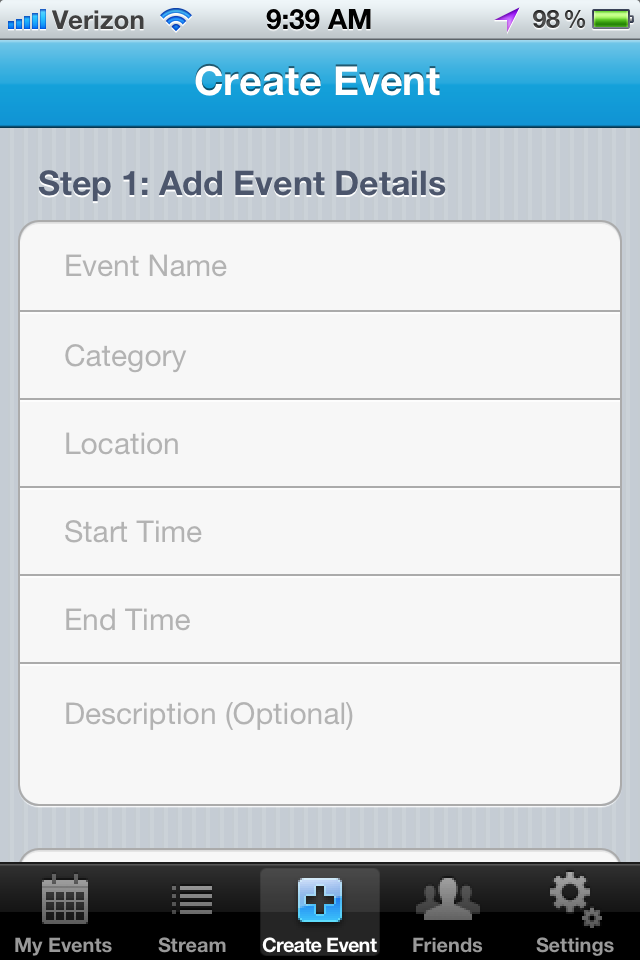 Verizon 9:39 AM 98 %
Create Event
Step 1: Add Event Details
Event Name
Category
Location
Start Time
End Time
Description (Optional)
My Events Stream Create Event Friends Settings